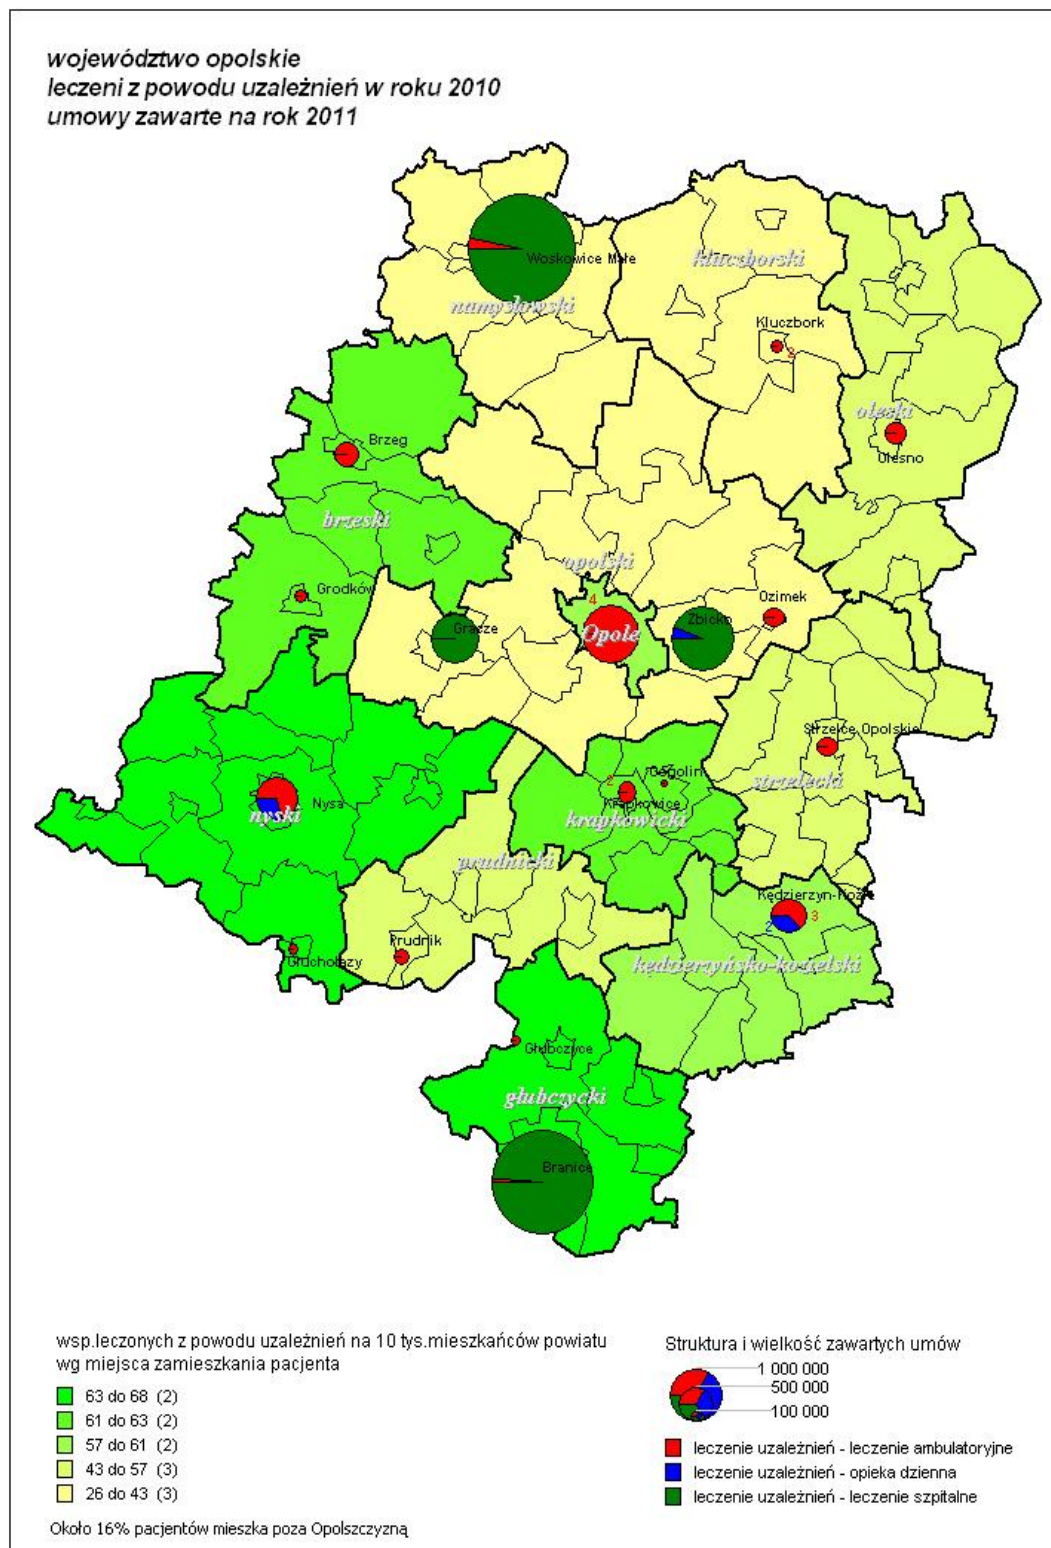 województwo opolskie
leczeni z powodu uzależnień w roku 2010
umowy zawarte na rok 2011
Woskowice Małe
namysłowski
kluczborski
Kluczbork
2
oleski
Olesno
Brzeg
brzeski
Grodków
opolski
4
Opole
Gracze
Zbicko
Ozimek
Strzelce Opolskie
strzelecki
Nysa
nyski
2
Gogolin
Krapkowice
krapkowicki
prudnicki
Prudnik
Głuchołazy
Kędzierzyn-Koźle
3
2
kędzierzyńsko-kozielski
Głubczyce
głubczycki
Branice
wsp.leczonych z powodu uzależnień na 10 tys.mieszkańców powiatu
wg miejsca zamieszkania pacjenta
63 do 68 (2)
61 do 63 (2)
57 do 61 (2)
43 do 57 (3)
26 do 43 (3)
Około 16% pacjentów mieszka poza Opolszczyzną
Struktura i wielkość zawartych umów
1 000 000
500 000
100 000
leczenie uzależnień - leczenie ambulatoryjne
leczenie uzależnień - opieka dzienna
leczenie uzależnień - leczenie szpitalne